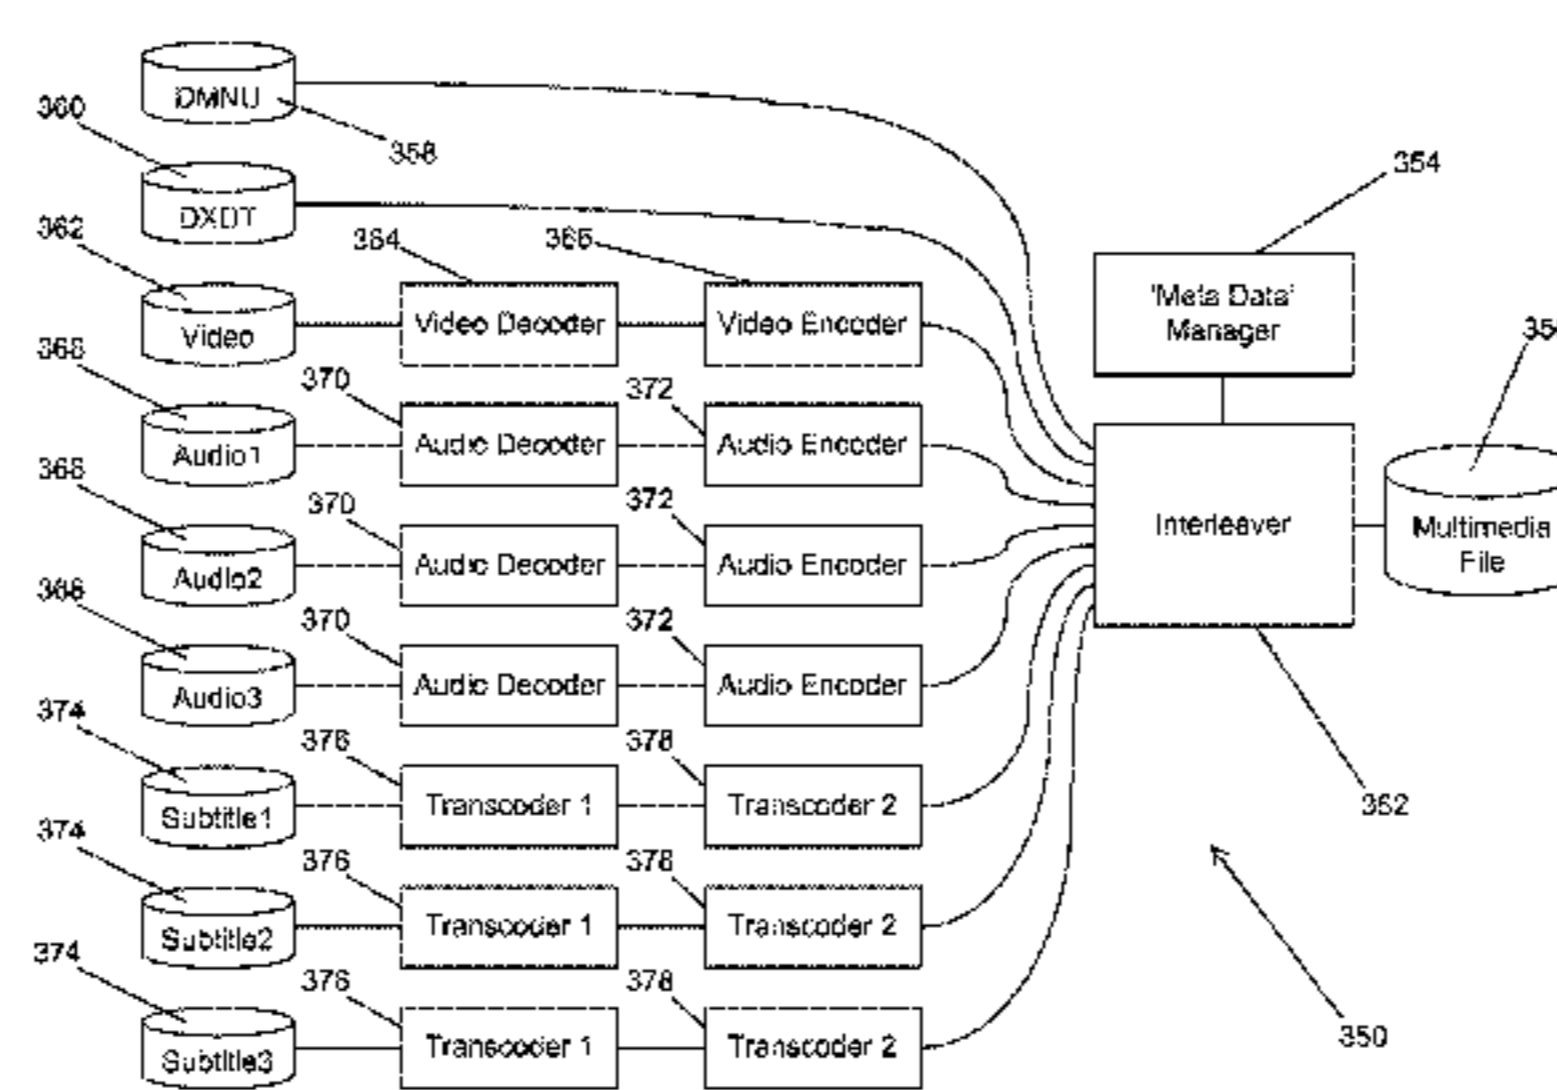 DMNU
360
358
354
DXDT
362
364
366
'Meta Data'
Manager
Video
Video Decoder
Video Encoder
368
370
372
Audio1
Audio Decoder
Audio Encoder
368
370
372
Interleaver
Multimedia
File
Audio2
Audio Decoder
Audio Encoder
368
370
372
Audio3
Audio Decoder
Audio Encoder
374
376
378
Subtitle1
Transcoder 1
Transcoder 2
352
374
376
378
Subtitle2
Transcoder 1
Transcoder 2
374
376
378
350
Subtitle3
Transcoder 1
Transcoder 2